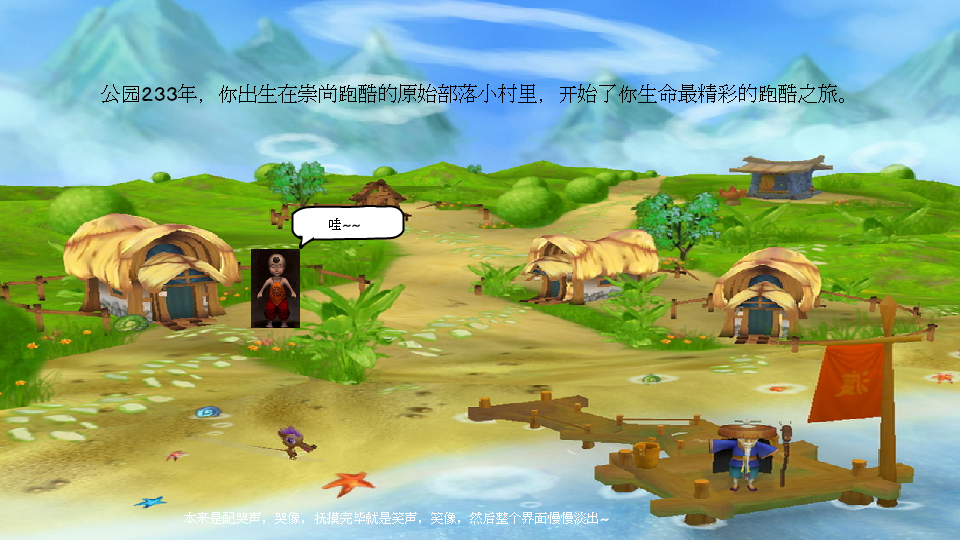 公园233年，你出生在崇尚跑酷的原始部落小村里，开始了你生命最精彩的跑酷之旅。
哇~~
渡
本来是配哭声，哭像，抚摸完毕就是笑声，笑像，然后整个界面慢慢淡出~